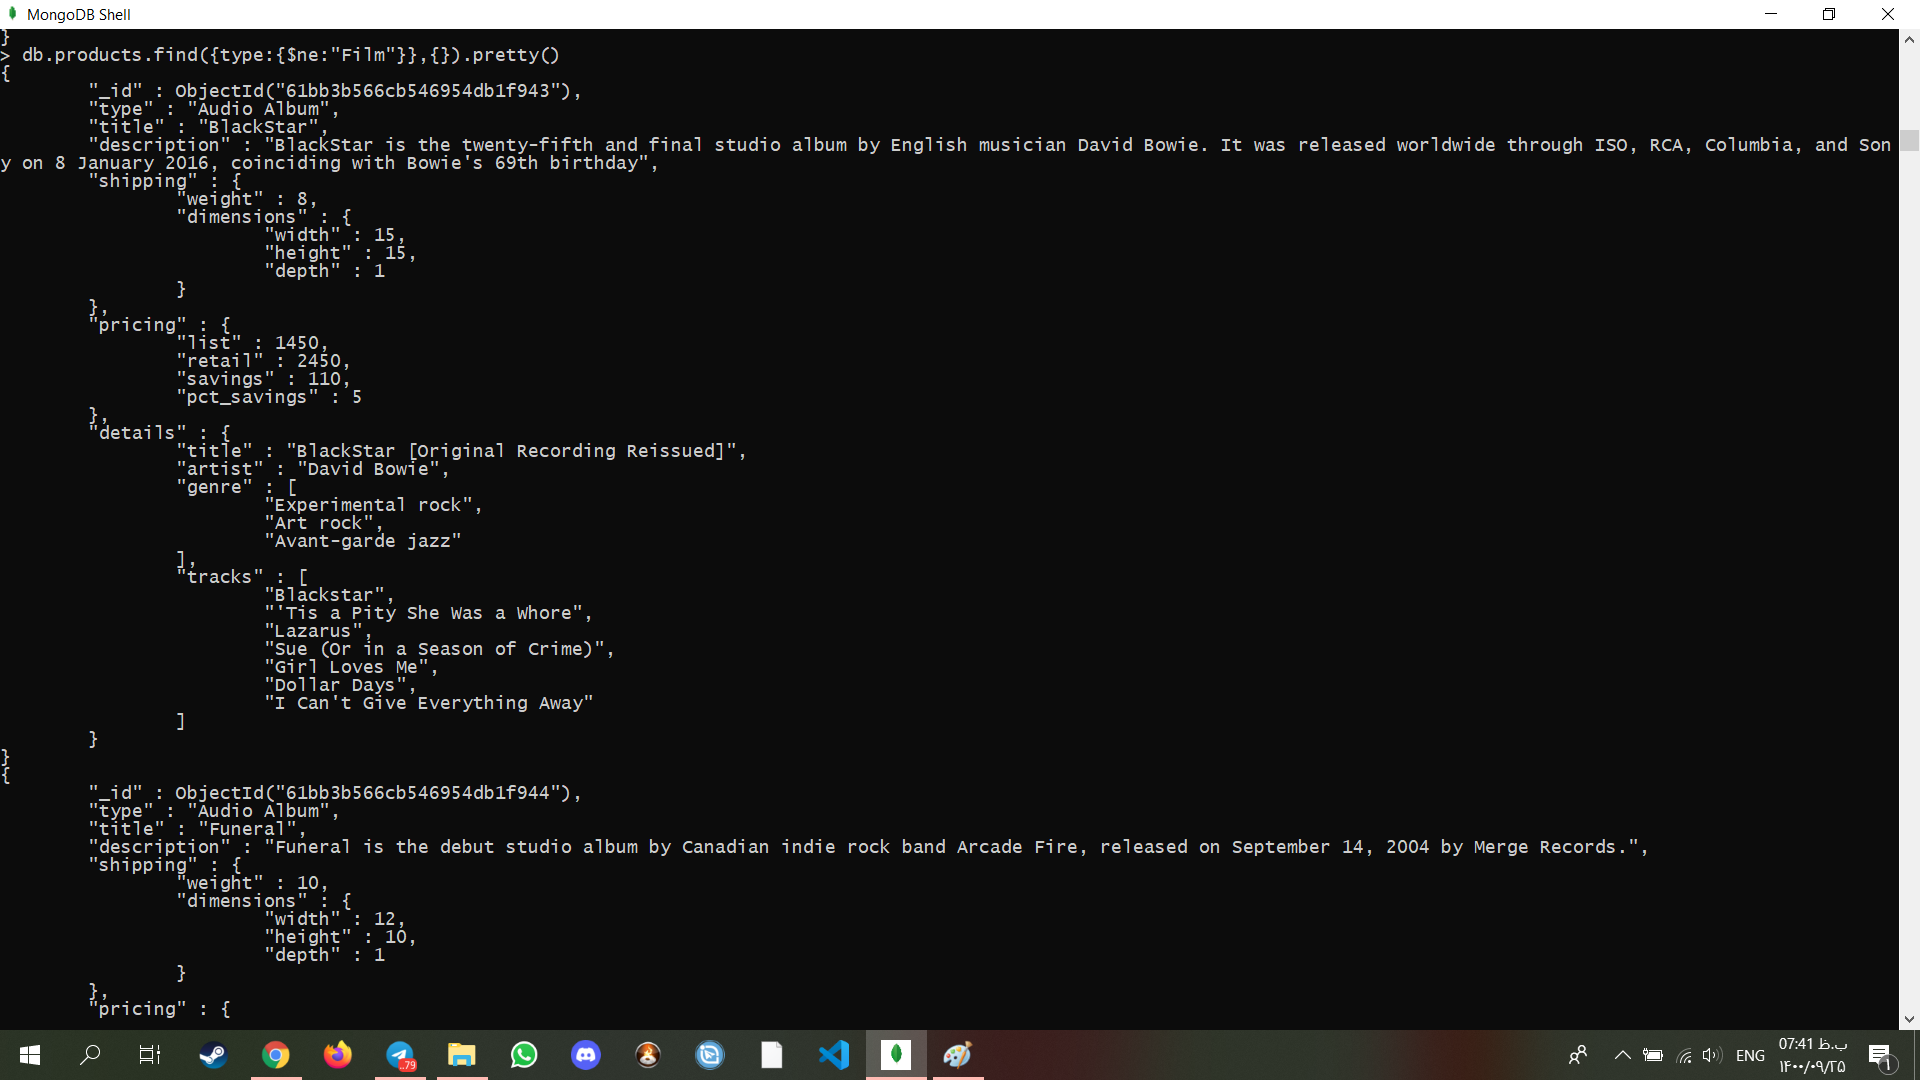 MongoDB Shell
}
> db.products.find({type:{$ne:"Film"}},{}).pretty()
{
"_id" : ObjectId("61bb3b566cb546954db1f943"),
"type" : "Audio Album",
"title" : "BlackStar",
"description" : "BlackStar is the twenty-fifth and final studio album by English musician David Bowie. It was released worldwide through ISO, RCA, Columbia, and Son
y on 8 January 2016, coinciding with Bowie's 69th birthday",
"shipping" : {
"weight" : 8,
"dimensions" : {
"width" : 15,
"height" : 15,
"depth" : 1
}
},
"pricing" : {
"list" : 1450,
"retail" : 2450,
"savings" : 110,
"pct_savings" : 5
},
"details" : {
"title" : "BlackStar [Original Recording Reissued]",
"artist" : "David Bowie",
"genre" : [
"Experimental rock",
"Art rock",
"Avant-garde jazz"
],
"tracks" : [
"Blackstar",
"'Tis a Pity She Was a Whore",
"Lazarus",
"Sue (Or in a Season of Crime)",
"Girl Loves Me",
"Dollar Days",
"I Can't Give Everything Away"
]
}
}
{
"_id" : ObjectId("61bb3b566cb546954db1f944"),
"type" : "Audio Album",
"title" : "Funeral",
"description" : "Funeral is the debut studio album by Canadian indie rock band Arcade Fire, released on September 14, 2004 by Merge Records.",
"shipping" : {
"weight" : 10,
"dimensions" : {
"width" : 12,
"height" : 10,
"depth" : 1
}
},
"pricing" : {
..79
ENG
07:41 ب.ظ
۱۴۰۰/۰۹/۲۵
۱